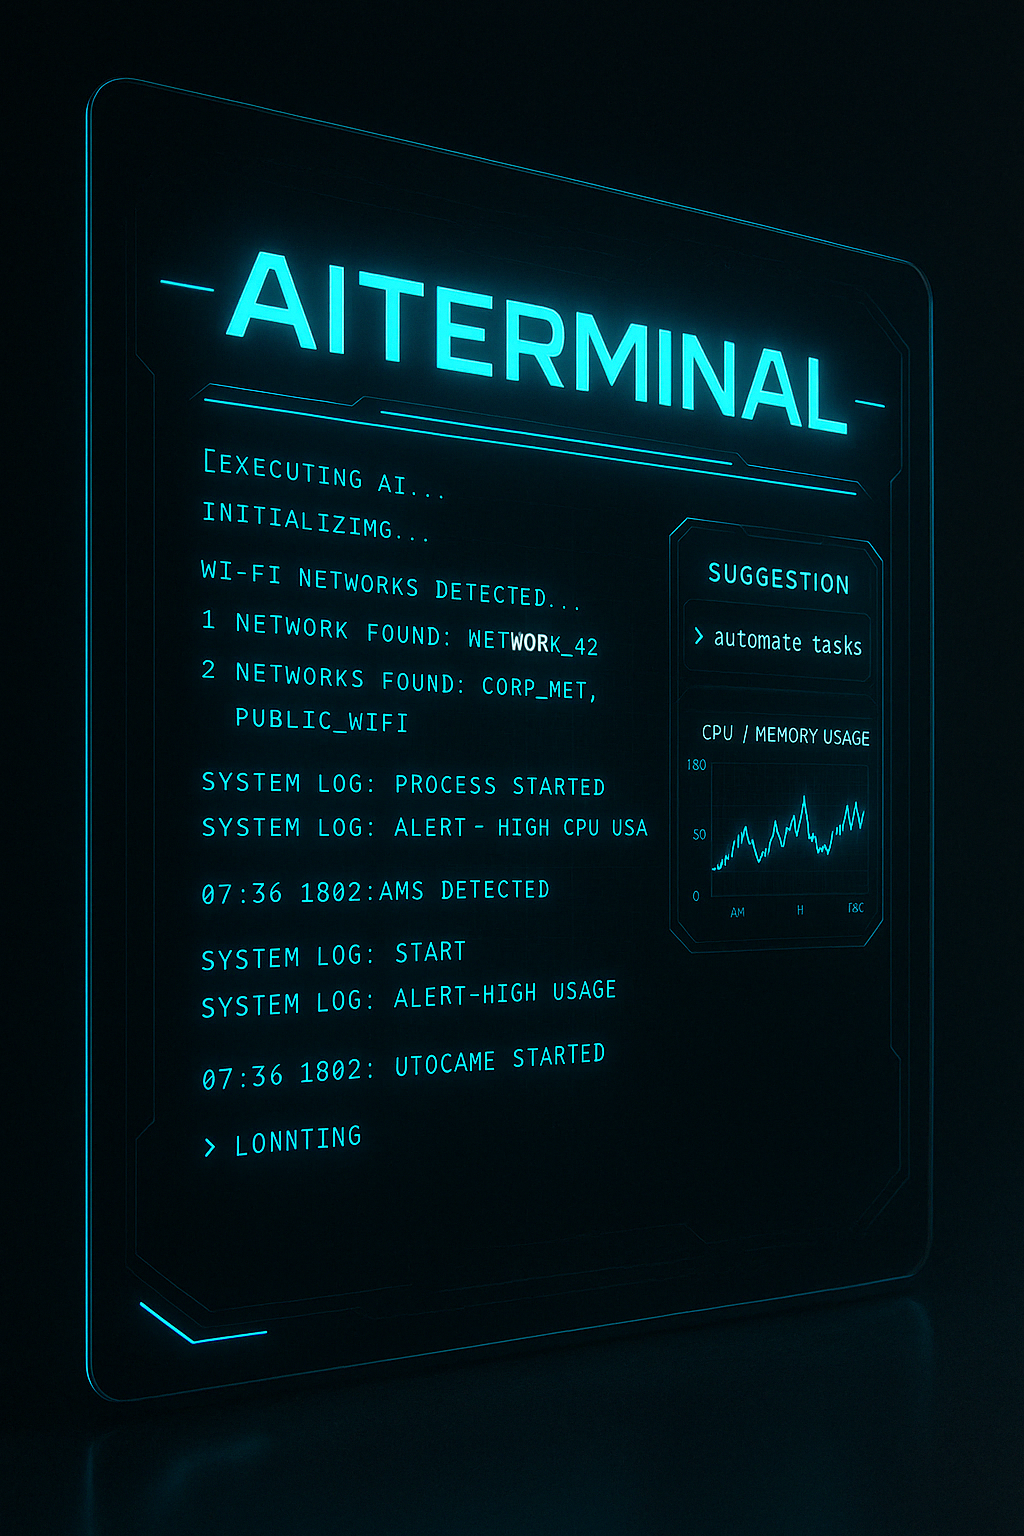 AITERMINAL
[EXECUTING AI...
INITIALIZIMG...
WI-FI NETWORKS DETECTED...
1 NETWORK FOUND: WETWORK_42
2 NETWORKS FOUND: CORP_MET,
PUBLIC_WIFI
SYSTEM LOG: PROCESS STARTED
SYSTEM LOG: ALERT - HIGH CPU USA
07:36 1802:AMS DETECTED
SYSTEM LOG: START
SYSTEM LOG: ALERT-HIGH USAGE
07:36 1802: UTOCAME STARTED
> LONNTING
SUGGESTION
> automate tasks
CPU / MEMORY USAGE
180
50
0
AM H